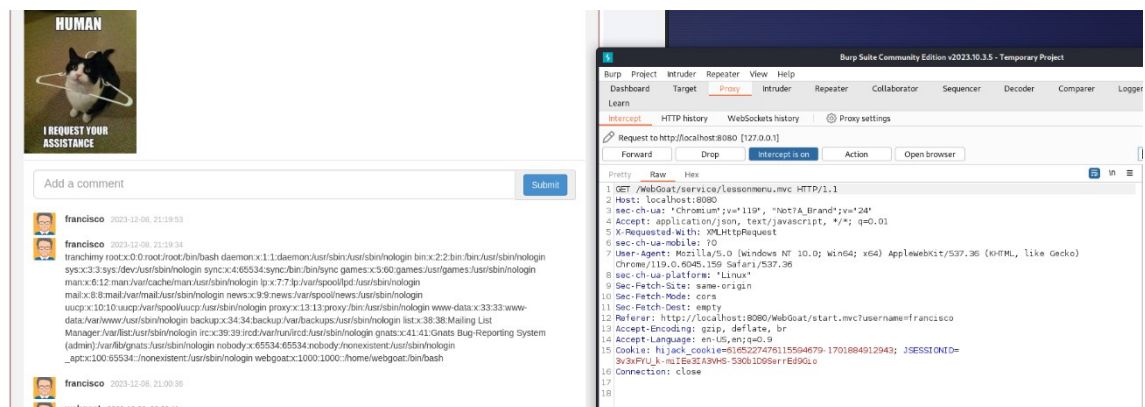 HUMAN
I REQUEST YOUR
ASSISTANCE
Add a comment
Submit
francisco 2023-12-08, 21:19:53
francisco 2023-12-08, 21:19:34
tranchimy root:x:0:0:root:/root:/bin/bash daemon:x:1:1:daemon:/usr/sbin:/usr/sbin/nologin bin:x:2:2:bin:/bin:/usr/sbin/nologin
sys:x:3:3:sys:/dev:/usr/sbin/nologin sync:x:4:65534:sync:/bin:/bin/sync games:x:5:60:games:/usr/games:/usr/sbin/nologin
man:x:6:12:man:/var/cache/man:/usr/sbin/nologin lp:x:7:7:lp:/var/spool/lpd:/usr/sbin/nologin
mail:x:8:8:mail:/var/mail:/usr/sbin/nologin news:x:9:9:news:/var/spool/news:/usr/sbin/nologin
uucp:x:10:10:uucp:/var/spool/uucp:/usr/sbin/nologin proxy:x:13:13:proxy:/bin:/usr/sbin/nologin www-data:x:33:33:www-
data:/var/www:/usr/sbin/nologin backup:x:34:34:backup:/var/backups:/usr/sbin/nologin list:x:38:38:Mailing List
Manager:/var/list:/usr/sbin/nologin irc:x:39:39:ircd:/var/run/ircd:/usr/sbin/nologin gnats:x:41:41:Gnats Bug-Reporting System
(admin):/var/lib/gnats:/usr/sbin/nologin nobody:x:65534:65534:nobody:/nonexistent:/usr/sbin/nologin
_apt:x:100:65534::/nonexistent:/usr/sbin/nologin webgoat:x:1000:1000::/home/webgoat:/bin/bash
francisco 2023-12-08, 21:00:36
Burp Suite Community Edition v2023.10.3.5 - Temporary Project
Burp Project Intruder Repeater View Help
Dashboard Target Proxy Intruder Repeater Collaborator Sequencer Decoder Comparer Logger
Learn
Intercept HTTP history WebSockets history Proxy settings
Request to http://localhost:8080 [127.0.0.1]
Forward Drop Intercept is on Action Open browser
Pretty Raw Hex \n
1 GET /WebGoat/service/lessonmenu.mvc HTTP/1.1
2 Host: localhost:8080
3 sec-ch-ua: "Chromium";v="119", "Not?A_Brand";v="24"
4 Accept: application/json, text/javascript, */*; q=0.01
5 X-Requested-With: XMLHttpRequest
6 sec-ch-ua-mobile: ?0
7 User-Agent: Mozilla/5.0 (Windows NT 10.0; Win64; x64) AppleWebKit/537.36 (KHTML, like Gecko)
Chrome/119.0.6045.159 Safari/537.36
8 sec-ch-ua-platform: "Linux"
9 Sec-Fetch-Site: same-origin
10 Sec-Fetch-Mode: cors
11 Sec-Fetch-Dest: empty
12 Referer: http://localhost:8080/WebGoat/start.mvc?username=francisco
13 Accept-Encoding: gzip, deflate, br
14 Accept-Language: en-US,en;q=0.9
15 Cookie: hijack_cookie=6165227476115594679-1701884912943; JSESSIONID=
3v3xFYU_k-miIEe3IA3VHS-530b1D9SerrEd9Gio
16 Connection: close
17
18